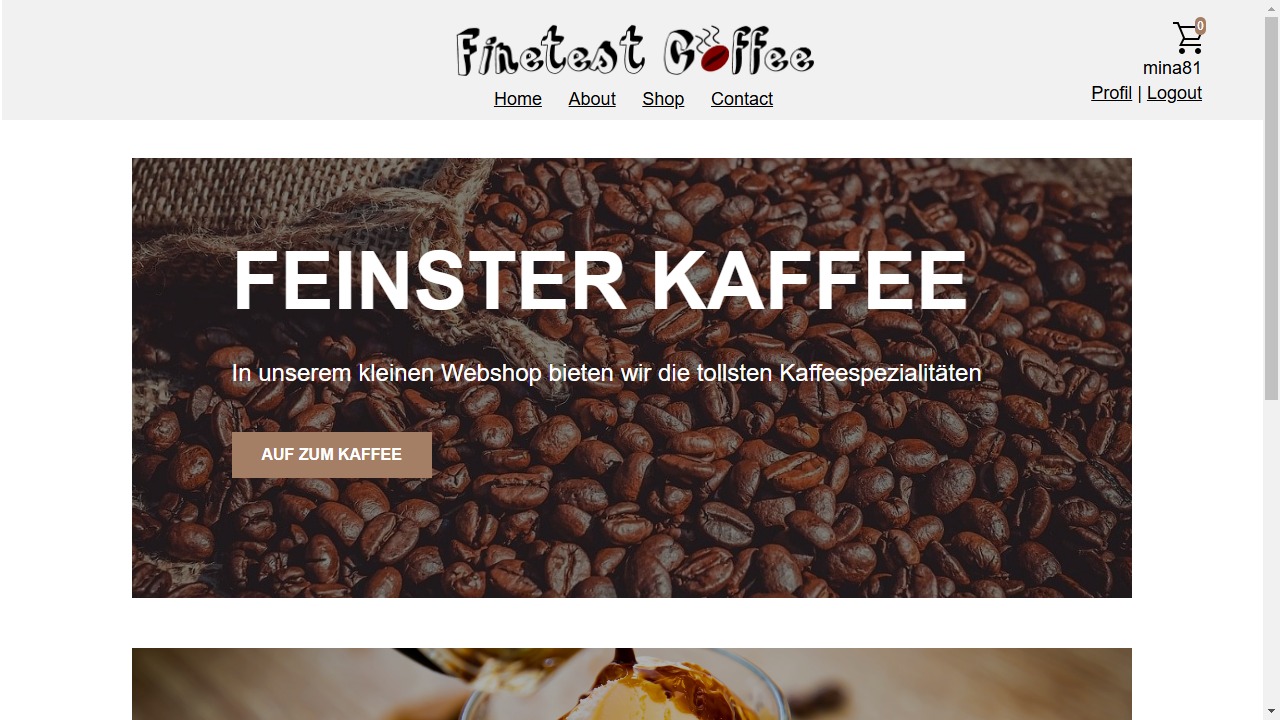 Finetest Coffee
0
mina81
Home About Shop Contact
Profil | Logout
FEINSTER KAFFEE
In unserem kleinen Webshop bieten wir die tollsten Kaffeespezialitäten
AUF ZUM KAFFEE